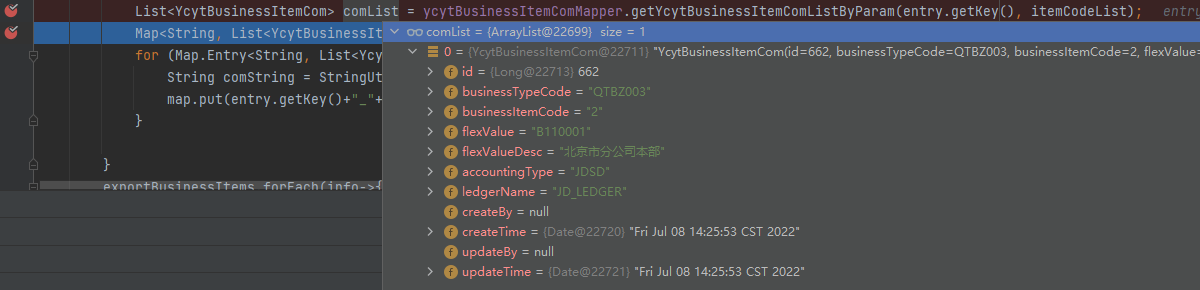 List<YcytBusinessItemCom> comList = ycytBusinessItemComMapper.getYcytBusinessItemComListByParam(entry.getKey(), itemCodeList); entry
Map<String, List<YcytBusinessIt
comList = {ArrayList@22699} size = 1
0 = {YcytBusinessItemCom@22711} "YcytBusinessItemCom(id=662, businessTypeCode=QTBZ003, businessItemCode=2, flexValue=
for (Map.Entry<String, List<Ycy
id = {Long@22713} 662
String comString = StringUt
businessTypeCode = "QTBZ003"
map.put(entry.getKey()+"_"+
businessItemCode = "2"
}
flexValue = "B110001"
flexValueDesc = "北京市分公司本部"
}
accountingType = "JDSD"
exportBusinessItems.forEach(info->{
ledgerName = "JD_LEDGER"
createBy = null
createTime = {Date@22720} "Fri Jul 08 14:25:53 CST 2022"
updateBy = null
updateTime = {Date@22721} "Fri Jul 08 14:25:53 CST 2022"